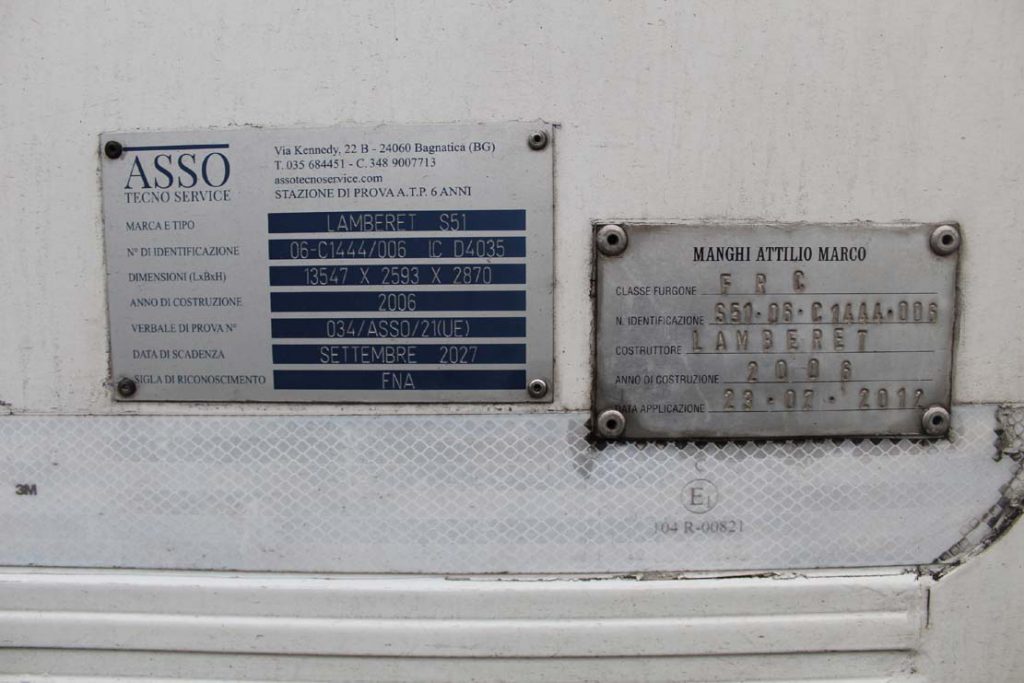 ASSO
TECNO SERVICE
Via Kennedy, 22 B - 24060 Bagnatica (BG)
T. 035 684451 - C. 348 9007713
assotecnoservice.com
STAZIONE DI PROVA A.T.P. 6 ANNI
MARCA E TIPO LAMBERET S51
N° DI IDENTIFICAZIONE 06-C1444/006 IC D4035
DIMENSIONI (LxBxH) 13547 X 2593 X 2870
ANNO DI COSTRUZIONE 2006
VERBALE DI PROVA N° 034/ASSO/21(UE)
DATA DI SCADENZA SETTEMBRE 2027
SIGLA DI RICONOSCIMENTO FNA
MANGHI ATTILIO MARCO
CLASSE FURGONE F R C
N. IDENTIFICAZIONE S51·06·C1444·006
COSTRUTTORE LAMBERET
ANNO DI COSTRUZIONE 2006
DATA APPLICAZIONE 23·02·2012
3M
C
E1
104 R-00821